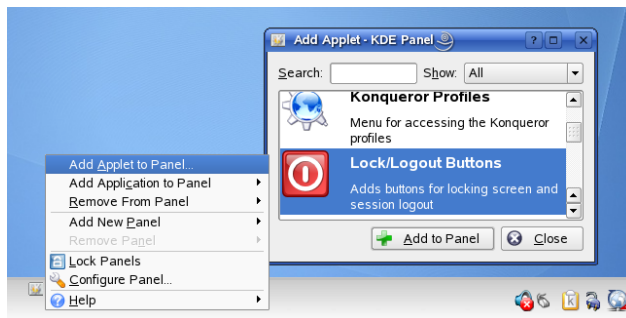 Add Applet - KDE Panel
Search:
Show: All
Konqueror Profiles
Menu for accessing the Konqueror
profiles
Lock/Logout Buttons
Adds buttons for locking screen and
session logout
Add to Panel
Close
Add Applet to Panel...
Add Application to Panel
Remove From Panel
Add New Panel
Remove Panel
Lock Panels
Configure Panel...
Help